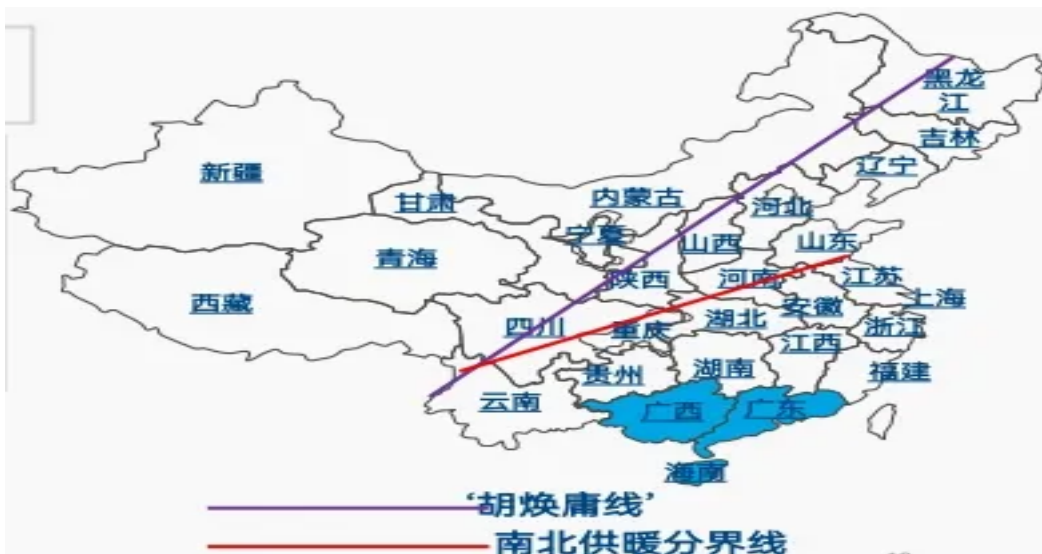 黑龙
江
吉林
辽宁
新疆
甘肃
内蒙古
河北
宁夏
山西
山东
青海
陕西
河南
江苏
西藏
上海
四川
重庆
湖北
安徽
浙江
江西
贵州
湖南
福建
云南
广西
广东
海南
‘胡焕庸线’
南北供暖分界线